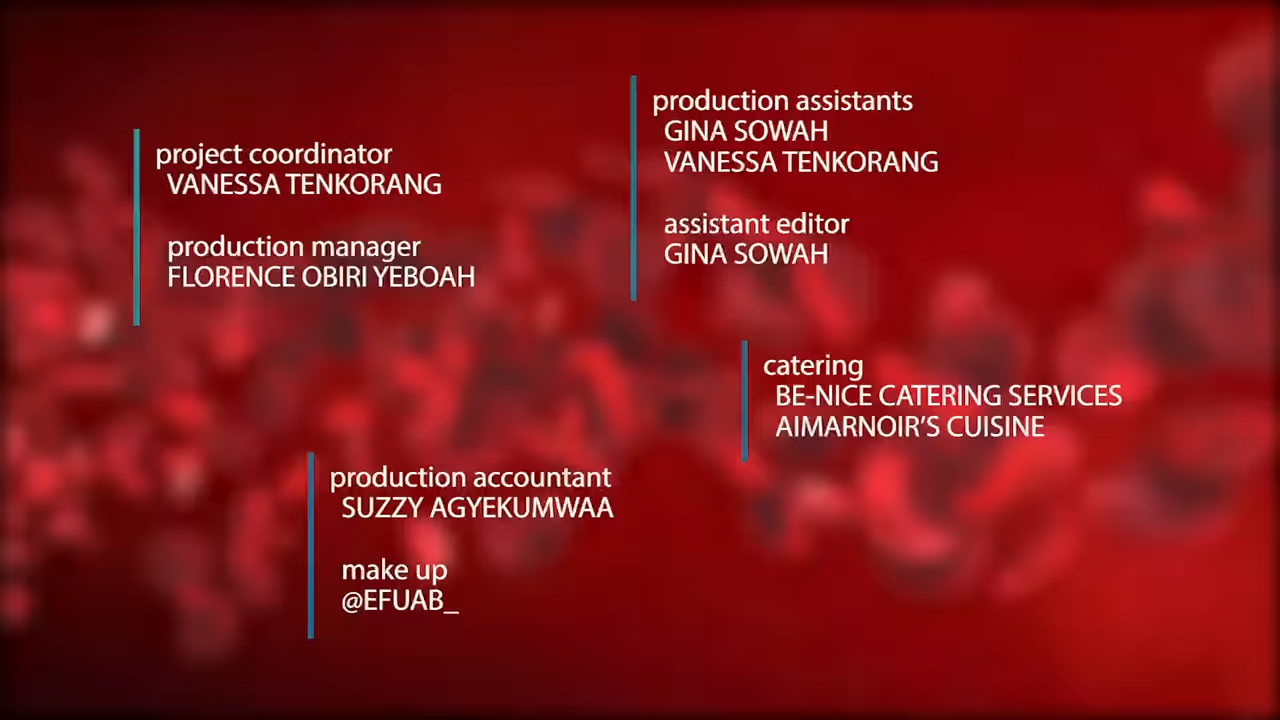 project coordinator
VANESSA TENKORANG
production manager
FLORENCE OBIRI YEBOAH
production assistants
GINA SOWAH
VANESSA TENKORANG
assistant editor
GINA SOWAH
catering
BE-NICE CATERING SERVICES
AIMARNOIR'S CUISINE
production accountant
SUZZY AGYEKUMWAA
make up
@EFUAB_